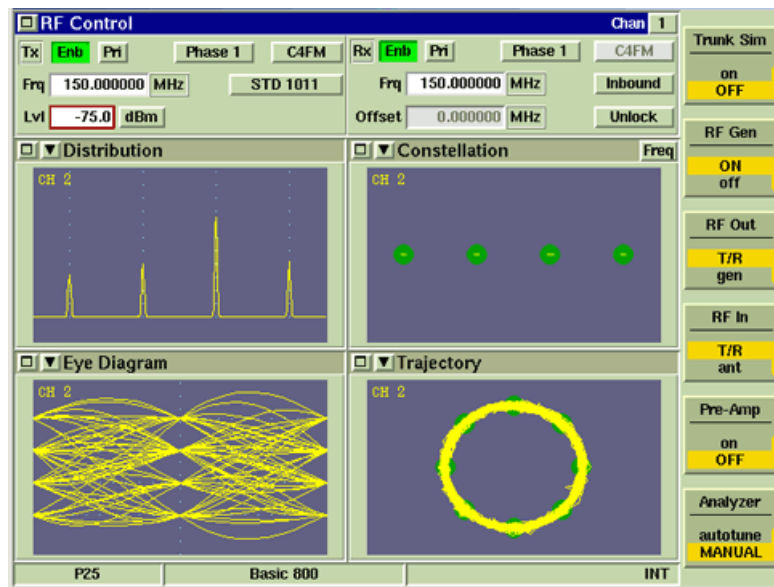 RF Control Chan 1
Tx Enb Pri Phase 1 C4FM
Frq 150.000000 MHz STD 1011
Lvl -75.0 dBm
Rx Enb Pri Phase 1 C4FM
Frq 150.000000 MHz Inbound
Offset 0.000000 MHz Unlock
Distribution
CH 2
Constellation Freq
CH 2
Eye Diagram
CH 2
Trajectory
CH 2
P25 Basic 800 INT
Trunk Sim
on
OFF
RF Gen
ON
off
RF Out
T/R
gen
RF In
T/R
ant
Pre-Amp
on
OFF
Analyzer
autotune
MANUAL